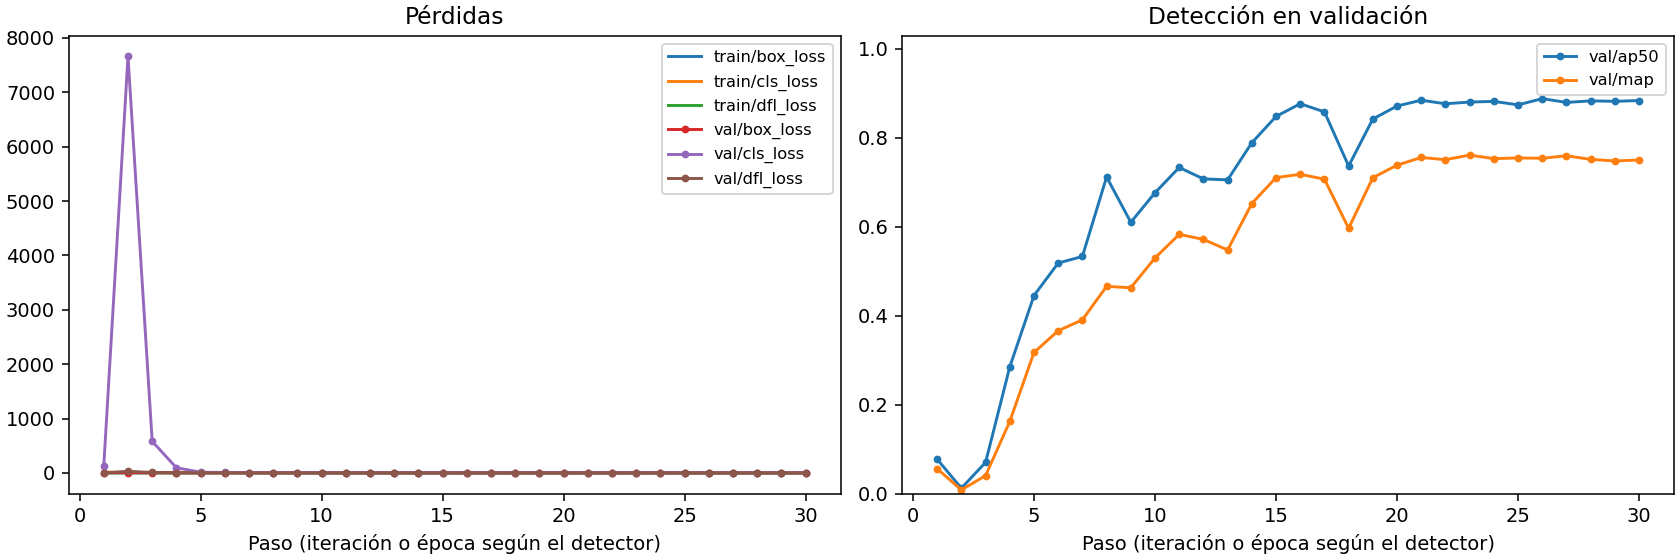 Pérdidas
8000
7000
6000
5000
4000
3000
2000
1000
0
train/box_loss
train/cls_loss
train/dfl_loss
val/box_loss
val/cls_loss
val/dfl_loss
0 5 10 15 20 25 30
Paso (iteración o época según el detector)
Detección en validación
1.0
0.8
0.6
0.4
0.2
0.0
val/ap50
val/map
0 5 10 15 20 25 30
Paso (iteración o época según el detector)